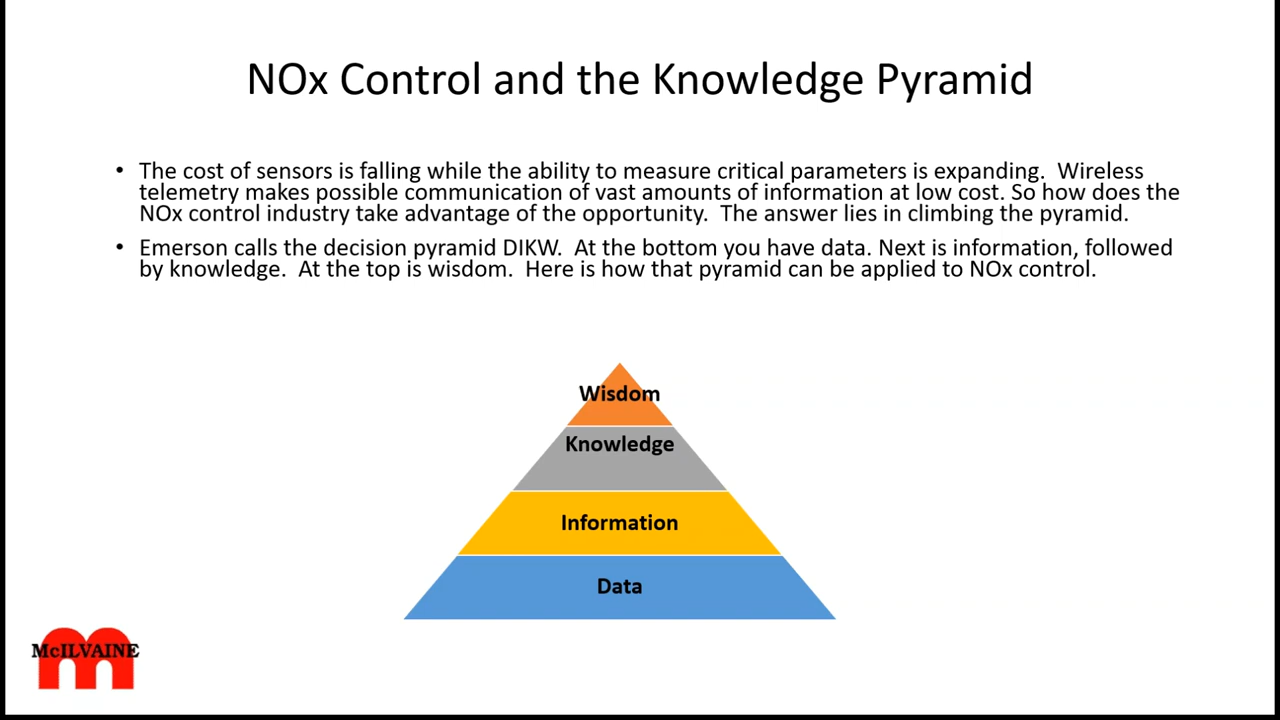 NOx Control and the Knowledge Pyramid
• The cost of sensors is falling while the ability to measure critical parameters is expanding.  Wireless
telemetry makes possible communication of vast amounts of information at low cost. So how does the
NOx control industry take advantage of the opportunity.  The answer lies in climbing the pyramid.
• Emerson calls the decision pyramid DIKW.  At the bottom you have data. Next is information, followed
by knowledge.  At the top is wisdom.  Here is how that pyramid can be applied to NOx control.
Wisdom
Knowledge
Information
Data
McILVAINE